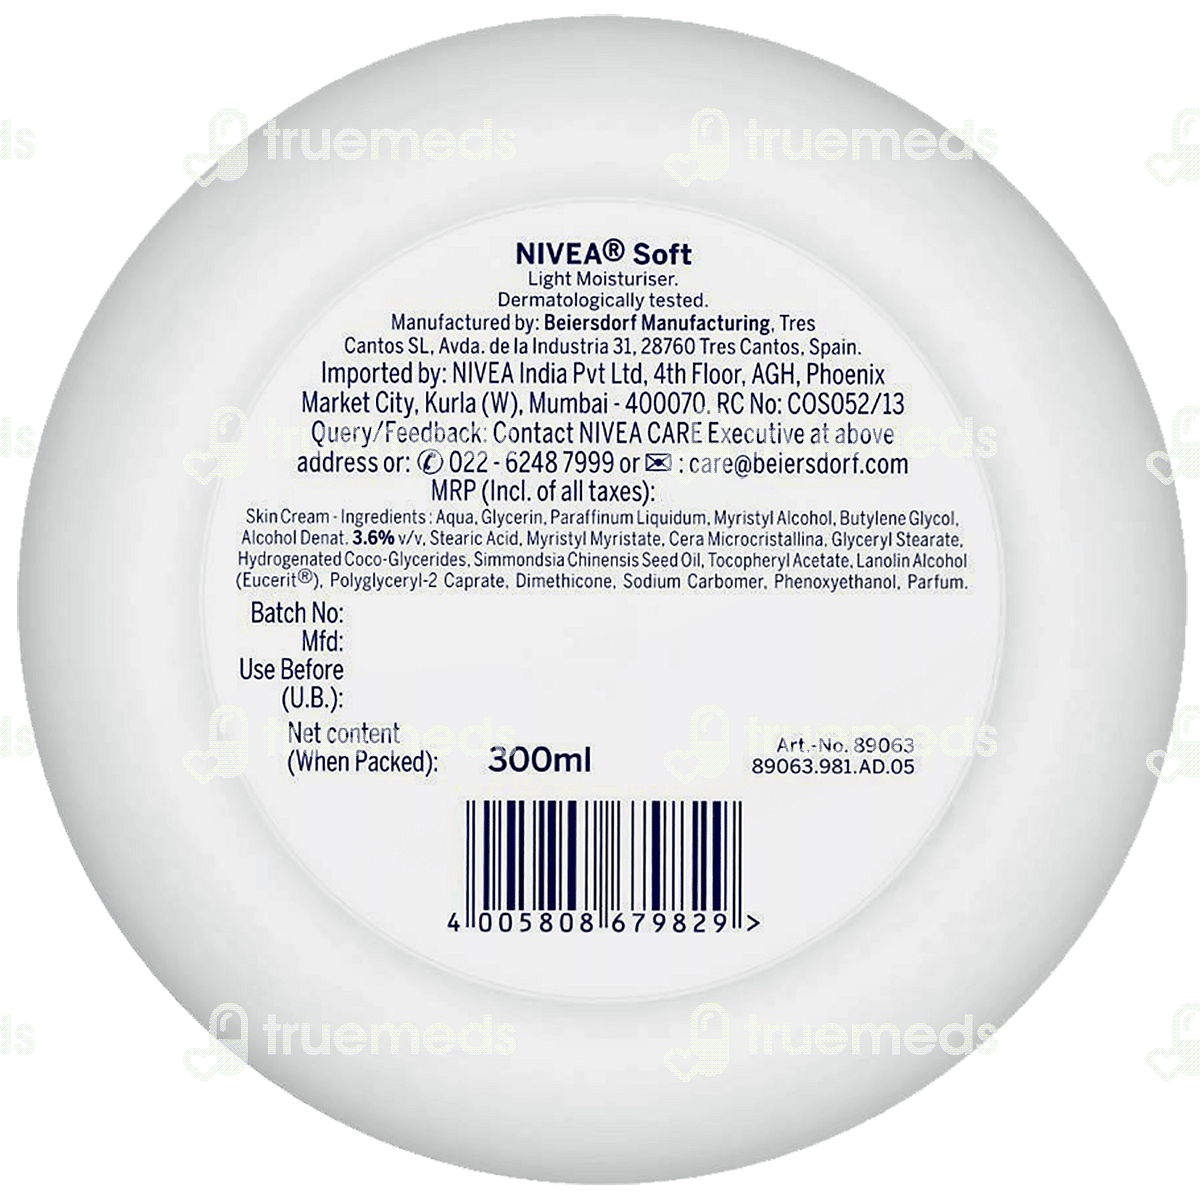 truemeds truemeds
NIVEA® Soft
Light Moisturiser.
Dermatologically tested.
Manufactured by: Beiersdorf Manufacturing, Tres
Cantos SL, Avda. de la Industria 31, 28760 Tres Cantos, Spain.
Imported by: NIVEA India Pvt Ltd, 4th Floor, AGH, Phoenix
Market City, Kurla (W), Mumbai - 400070. RC No: COS052/13
Query/Feedback: Contact NIVEA CARE Executive at above
address or: ✆ 022 - 6248 7999 or ✉ : care@beiersdorf.com
MRP (Incl. of all taxes):
Skin Cream - Ingredients : Aqua, Glycerin, Paraffinum Liquidum, Myristyl Alcohol, Butylene Glycol,
Alcohol Denat. 3.6% v/v, Stearic Acid, Myristyl Myristate, Cera Microcristallina, Glyceryl Stearate,
Hydrogenated Coco-Glycerides, Simmondsia Chinensis Seed Oil, Tocopheryl Acetate, Lanolin Alcohol
(Eucerit®), Polyglyceryl-2 Caprate, Dimethicone, Sodium Carbomer, Phenoxyethanol, Parfum.
Batch No:
Mfd:
Use Before
(U.B.):
Net content
(When Packed): 300ml
Art.-No. 89063
89063.981.AD.05
4 005808 679829 >
truemeds truemeds